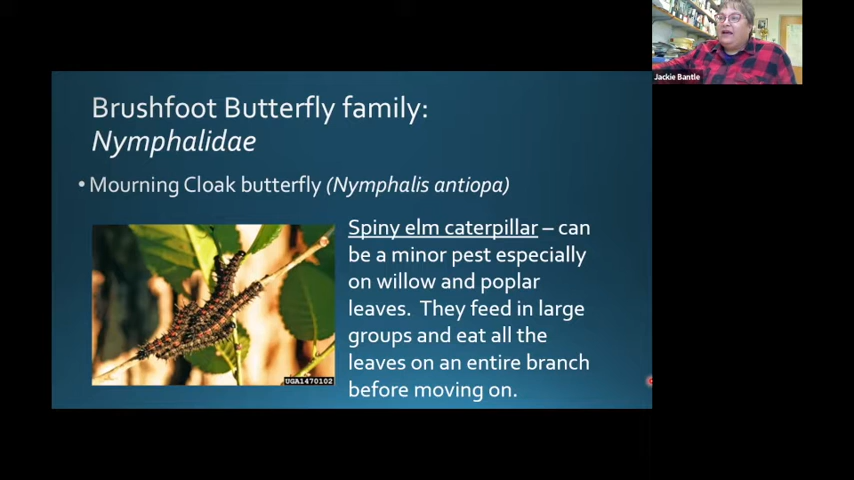 Jackie Bantle
Brushfoot Butterfly family:
Nymphalidae
• Mourning Cloak butterfly (Nymphalis antiopa)
Spiny elm caterpillar – can
be a minor pest especially
on willow and poplar
leaves. They feed in large
groups and eat all the
leaves on an entire branch
before moving on.
UGA1470102